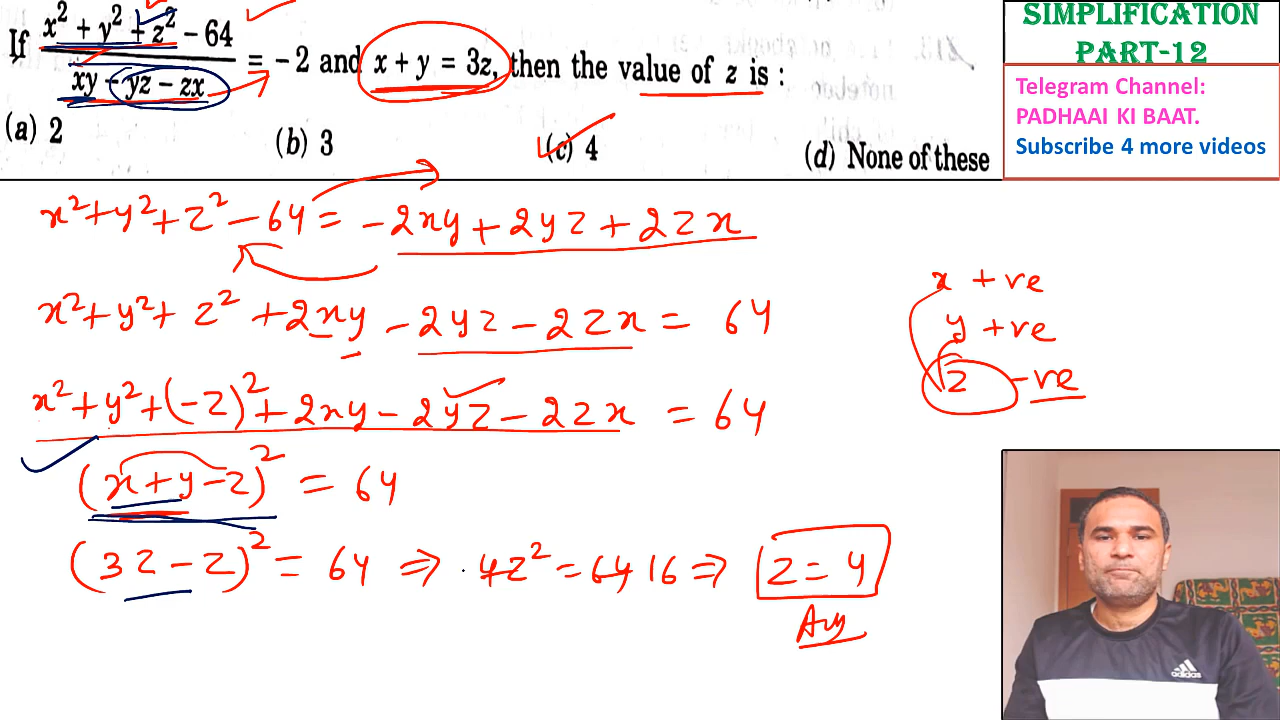 SIMPLIFICATION
PART-12
Telegram Channel:
PADHAAI KI BAAT.
Subscribe 4 more videos
If (x² + y² + z² - 64)/(xy - yz - zx) = -2 and x + y = 3z, then the value of z is :
(a) 2 (b) 3 (c) 4 (d) None of these
x²+y²+z²-64 = -2xy+2yz+2zx
x²+y²+z²+2xy-2yz-2zx = 64
x²+y²+(-z)²+2xy-2yz-2zx = 64
(x+y-z)² = 64
(3z-z)² = 64 ⇒ 4z² = 64 16 ⇒ z = 4
Ans
x +ve
y +ve
z -ve
adidas